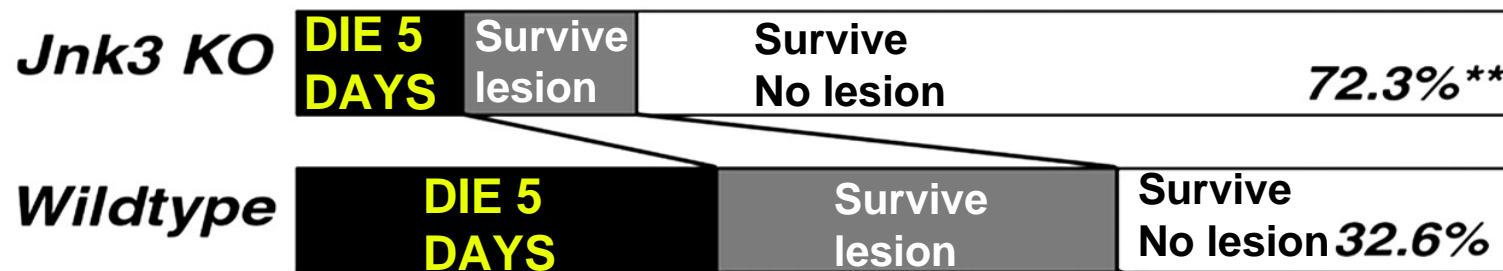 Jnk3 KO
DIE 5
DAYS
Survive
lesion
Survive
No lesion
72.3%**
Wildtype
DIE 5
DAYS
Survive
lesion
Survive
No lesion 32.6%